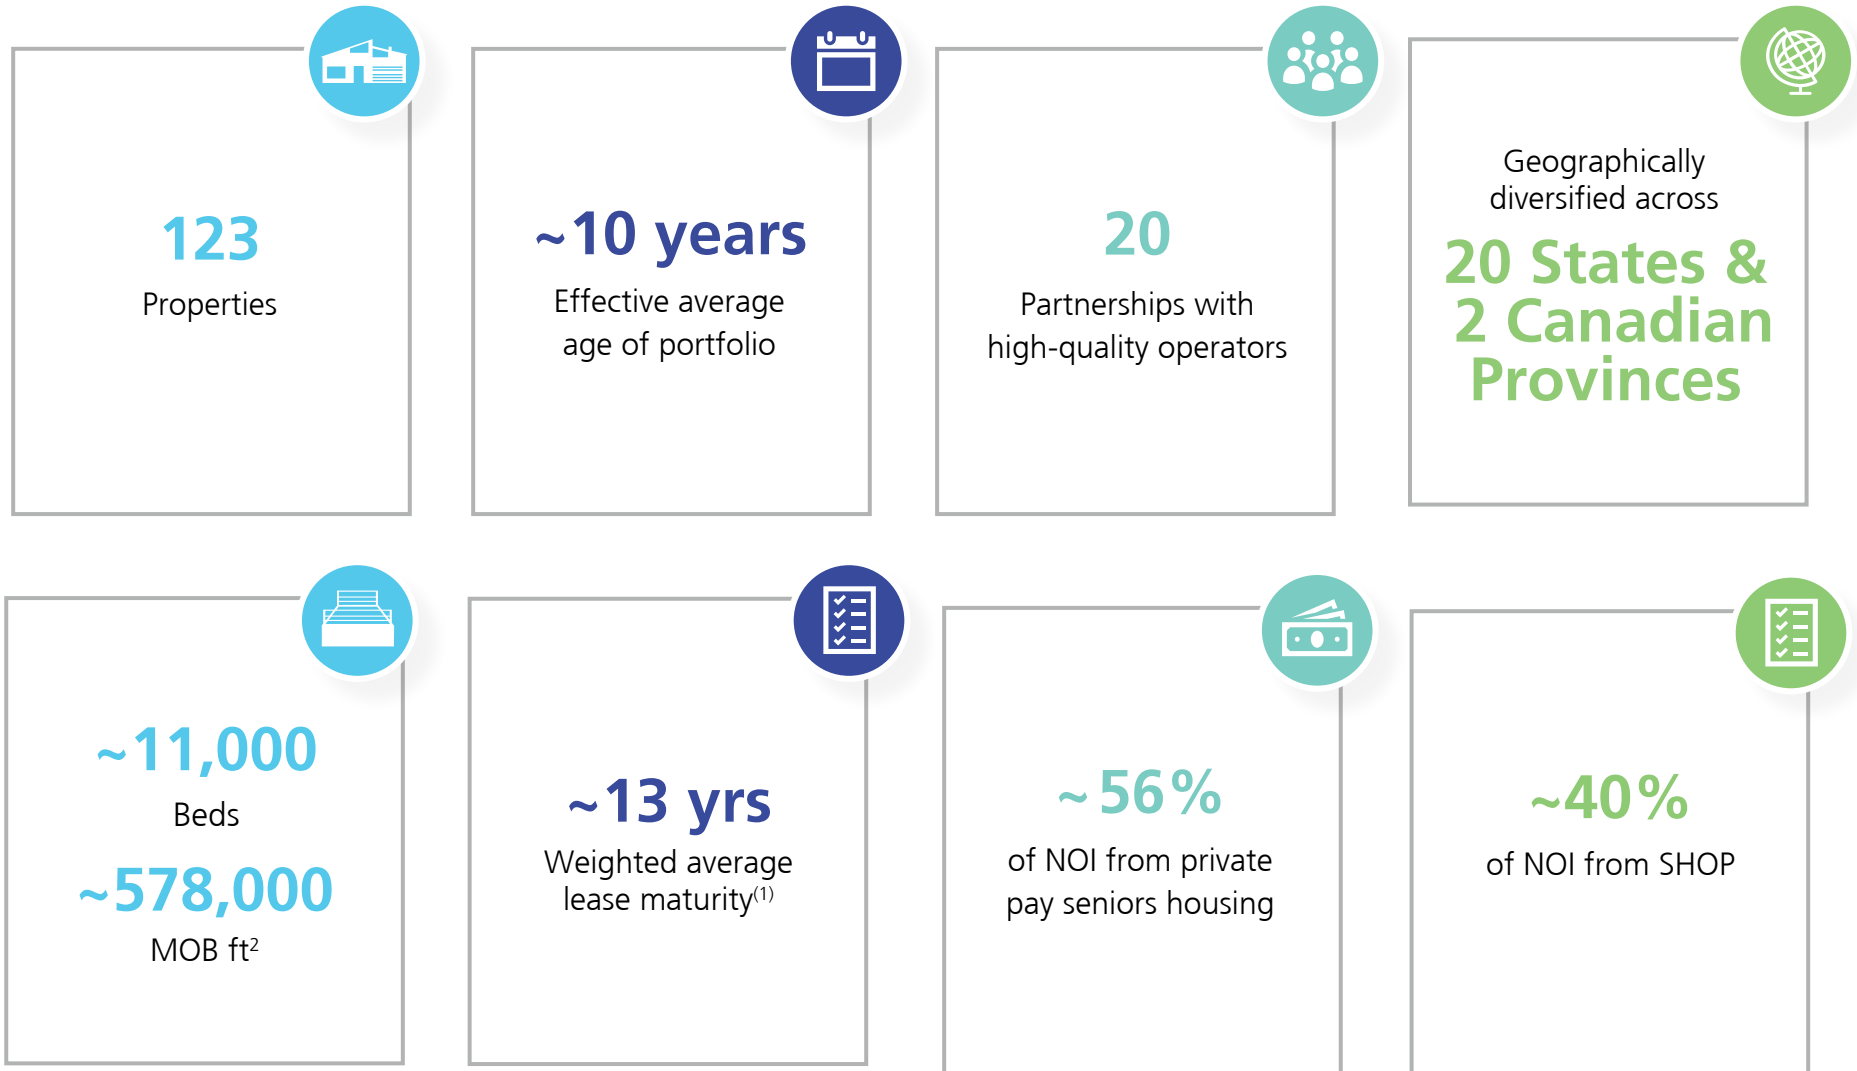 123
Properties
~10 years
Effective average
age of portfolio
20
Partnerships with
high-quality operators
Geographically
diversified across
20 States &
2 Canadian
Provinces
~11,000
Beds
~578,000
MOB ft²
~13 yrs
Weighted average
lease maturity⁽¹⁾
~56%
of NOI from private
pay seniors housing
~40%
of NOI from SHOP